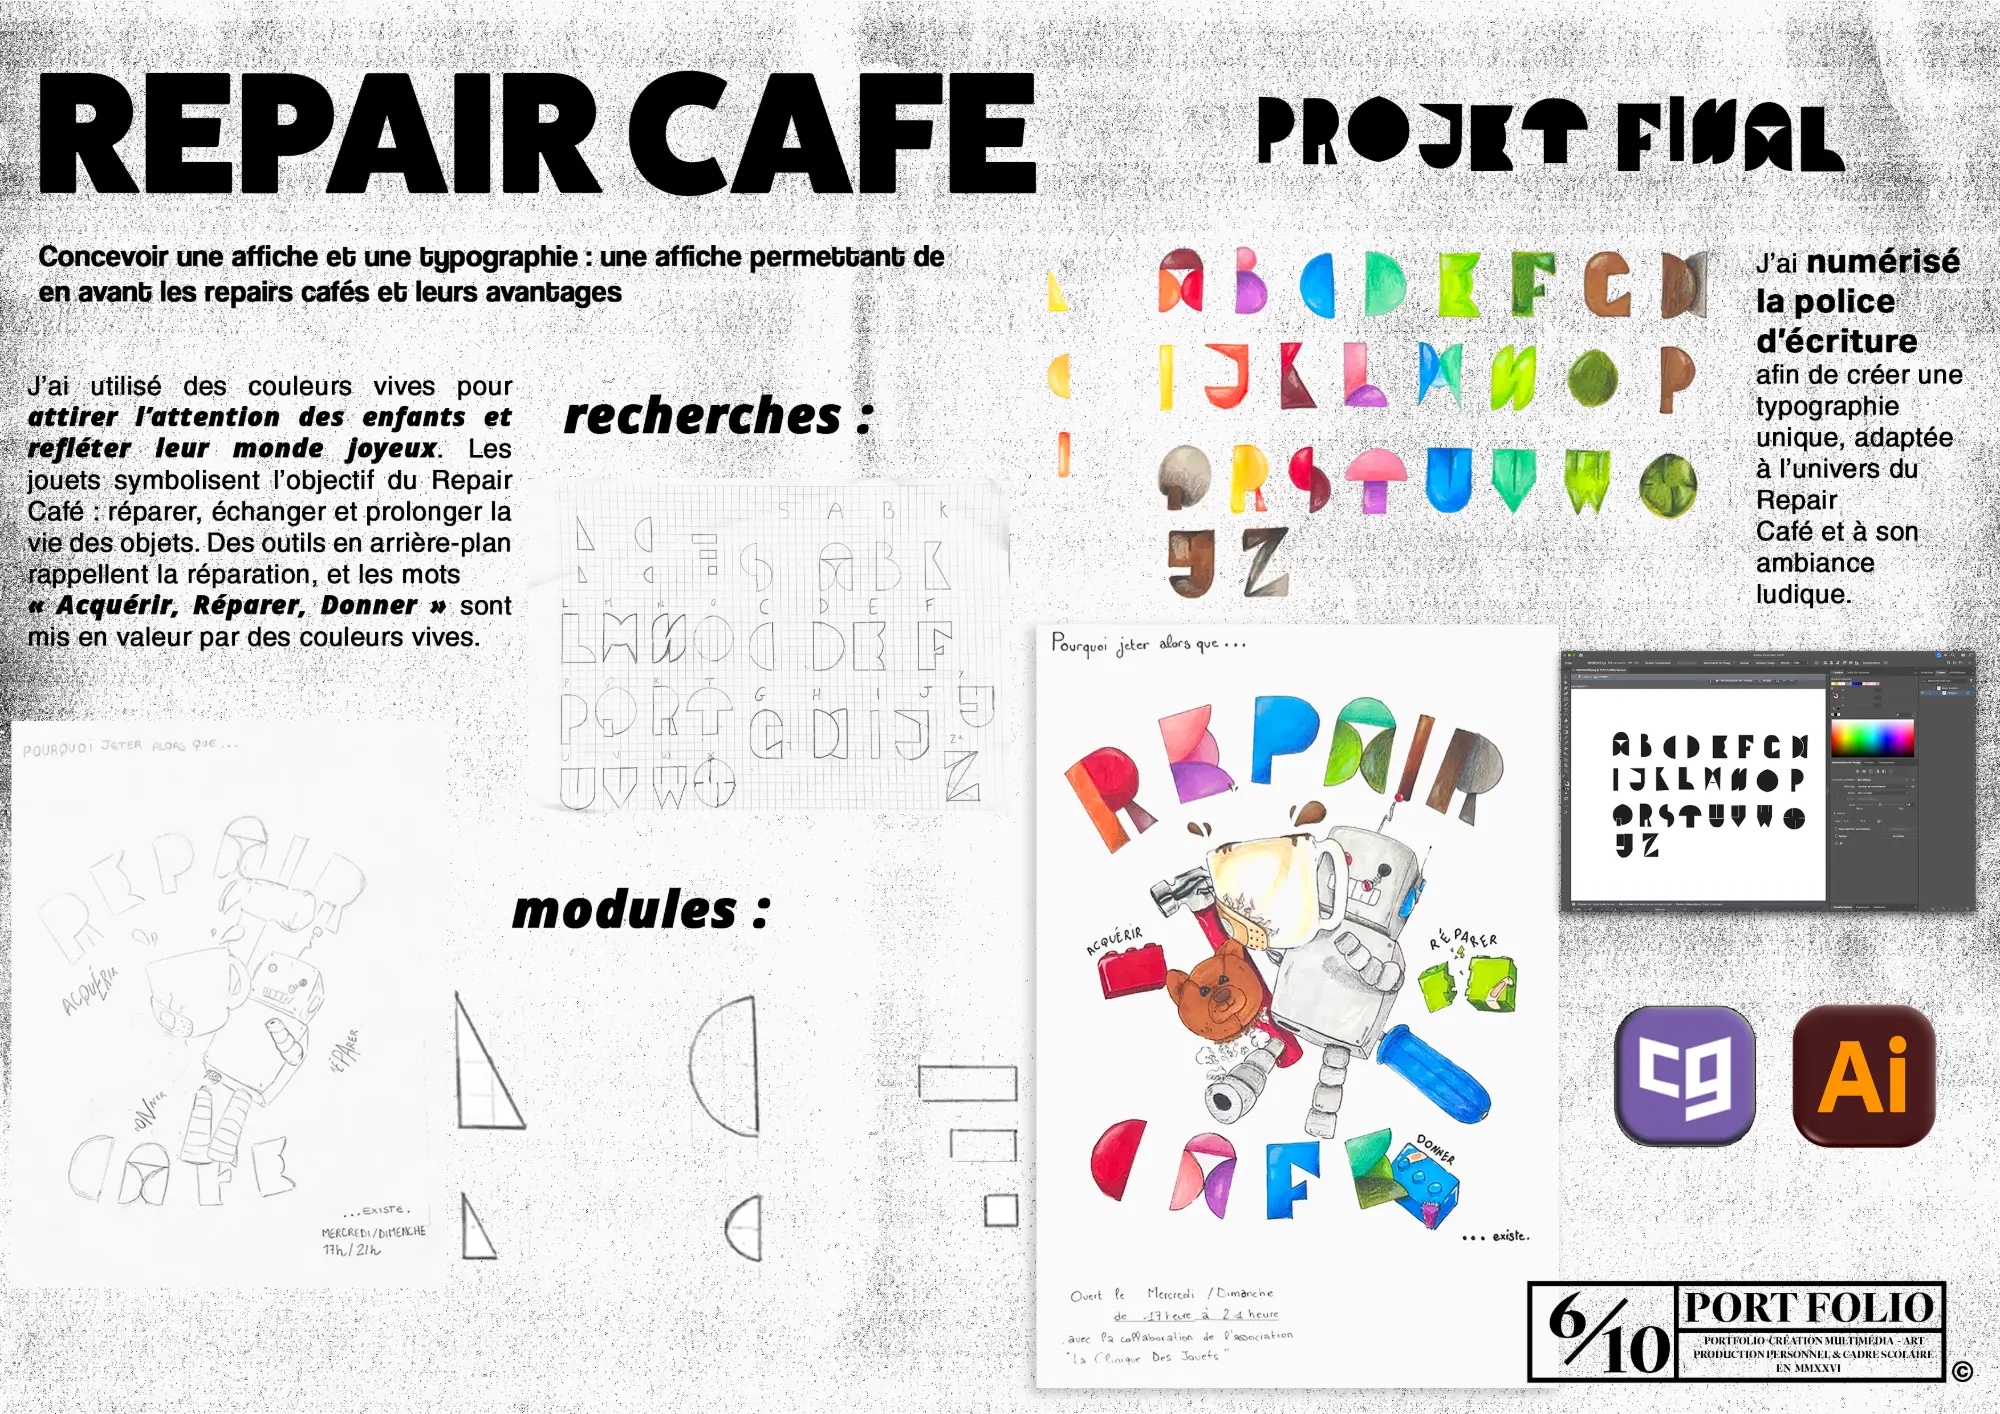 REPAIR CAFE
PROJET FINAL
Concevoir une affiche et une typographie : une affiche permettant de
en avant les repairs cafés et leurs avantages
J'ai utilisé des couleurs vives pour
attirer l'attention des enfants et
refléter leur monde joyeux. Les
jouets symbolisent l'objectif du Repair
Café : réparer, échanger et prolonger la
vie des objets. Des outils en arrière-plan
rappellent la réparation, et les mots
« Acquérir, Réparer, Donner » sont
mis en valeur par des couleurs vives.
recherches :
S A B K
S A B K
L M N O C D E F
L M N O C D E F
P Q R T G H I J Y
P Q R T G H I J Y
U V W X Z
U V W X Z
POURQUOI JETER ALORS QUE ...
REPAIR
ACQUÉRIR
ÉPARER
ONNER
CAFE
...EXISTE.
MERCREDI/DIMENCHE
17h/21h
modules :
A B C D E F G H
I J K L M N O P
Q R S T U V W X
Y Z
J'ai numérisé
la police
d'écriture
afin de créer une
typographie
unique, adaptée
à l'univers du
Repair
Café et à son
ambiance
ludique.
Pourquoi jeter alors que ...
REPAIR
ACQUÉRIR
RÉPARER
CAFE
DONNER
... existe.
Ouert le Mercredi / Dimanche
de 17 heure à 21 heure
avec la collaboration de l'association
"La Clinique Des Jouets"
A B C D E F G H
I J K L M N O P
Q R S T U V W X
Y Z
cg
Ai
6/10
PORT FOLIO
PORTFOLIO CRÉATION MULTIMÉDIA - ART
PRODUCTION PERSONNEL & CADRE SCOLAIRE
EN MMXXVI
©